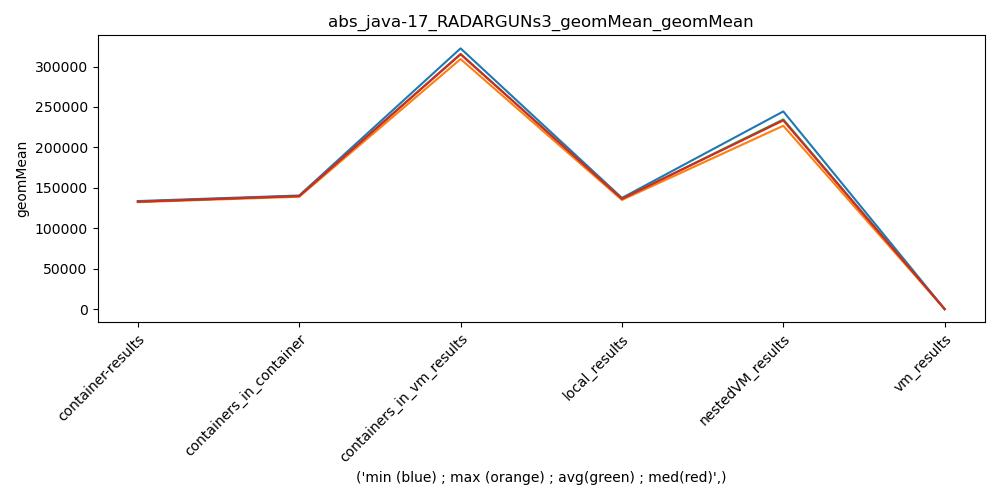 abs_java-17_RADARGUNs3_geomMean_geomMean
geomMean
300000
250000
200000
150000
100000
50000
0
container-results
containers_in_container
containers_in_vm_results
local_results
nestedVM_results
vm_results
('min (blue) ; max (orange) ; avg(green) ; med(red)',)